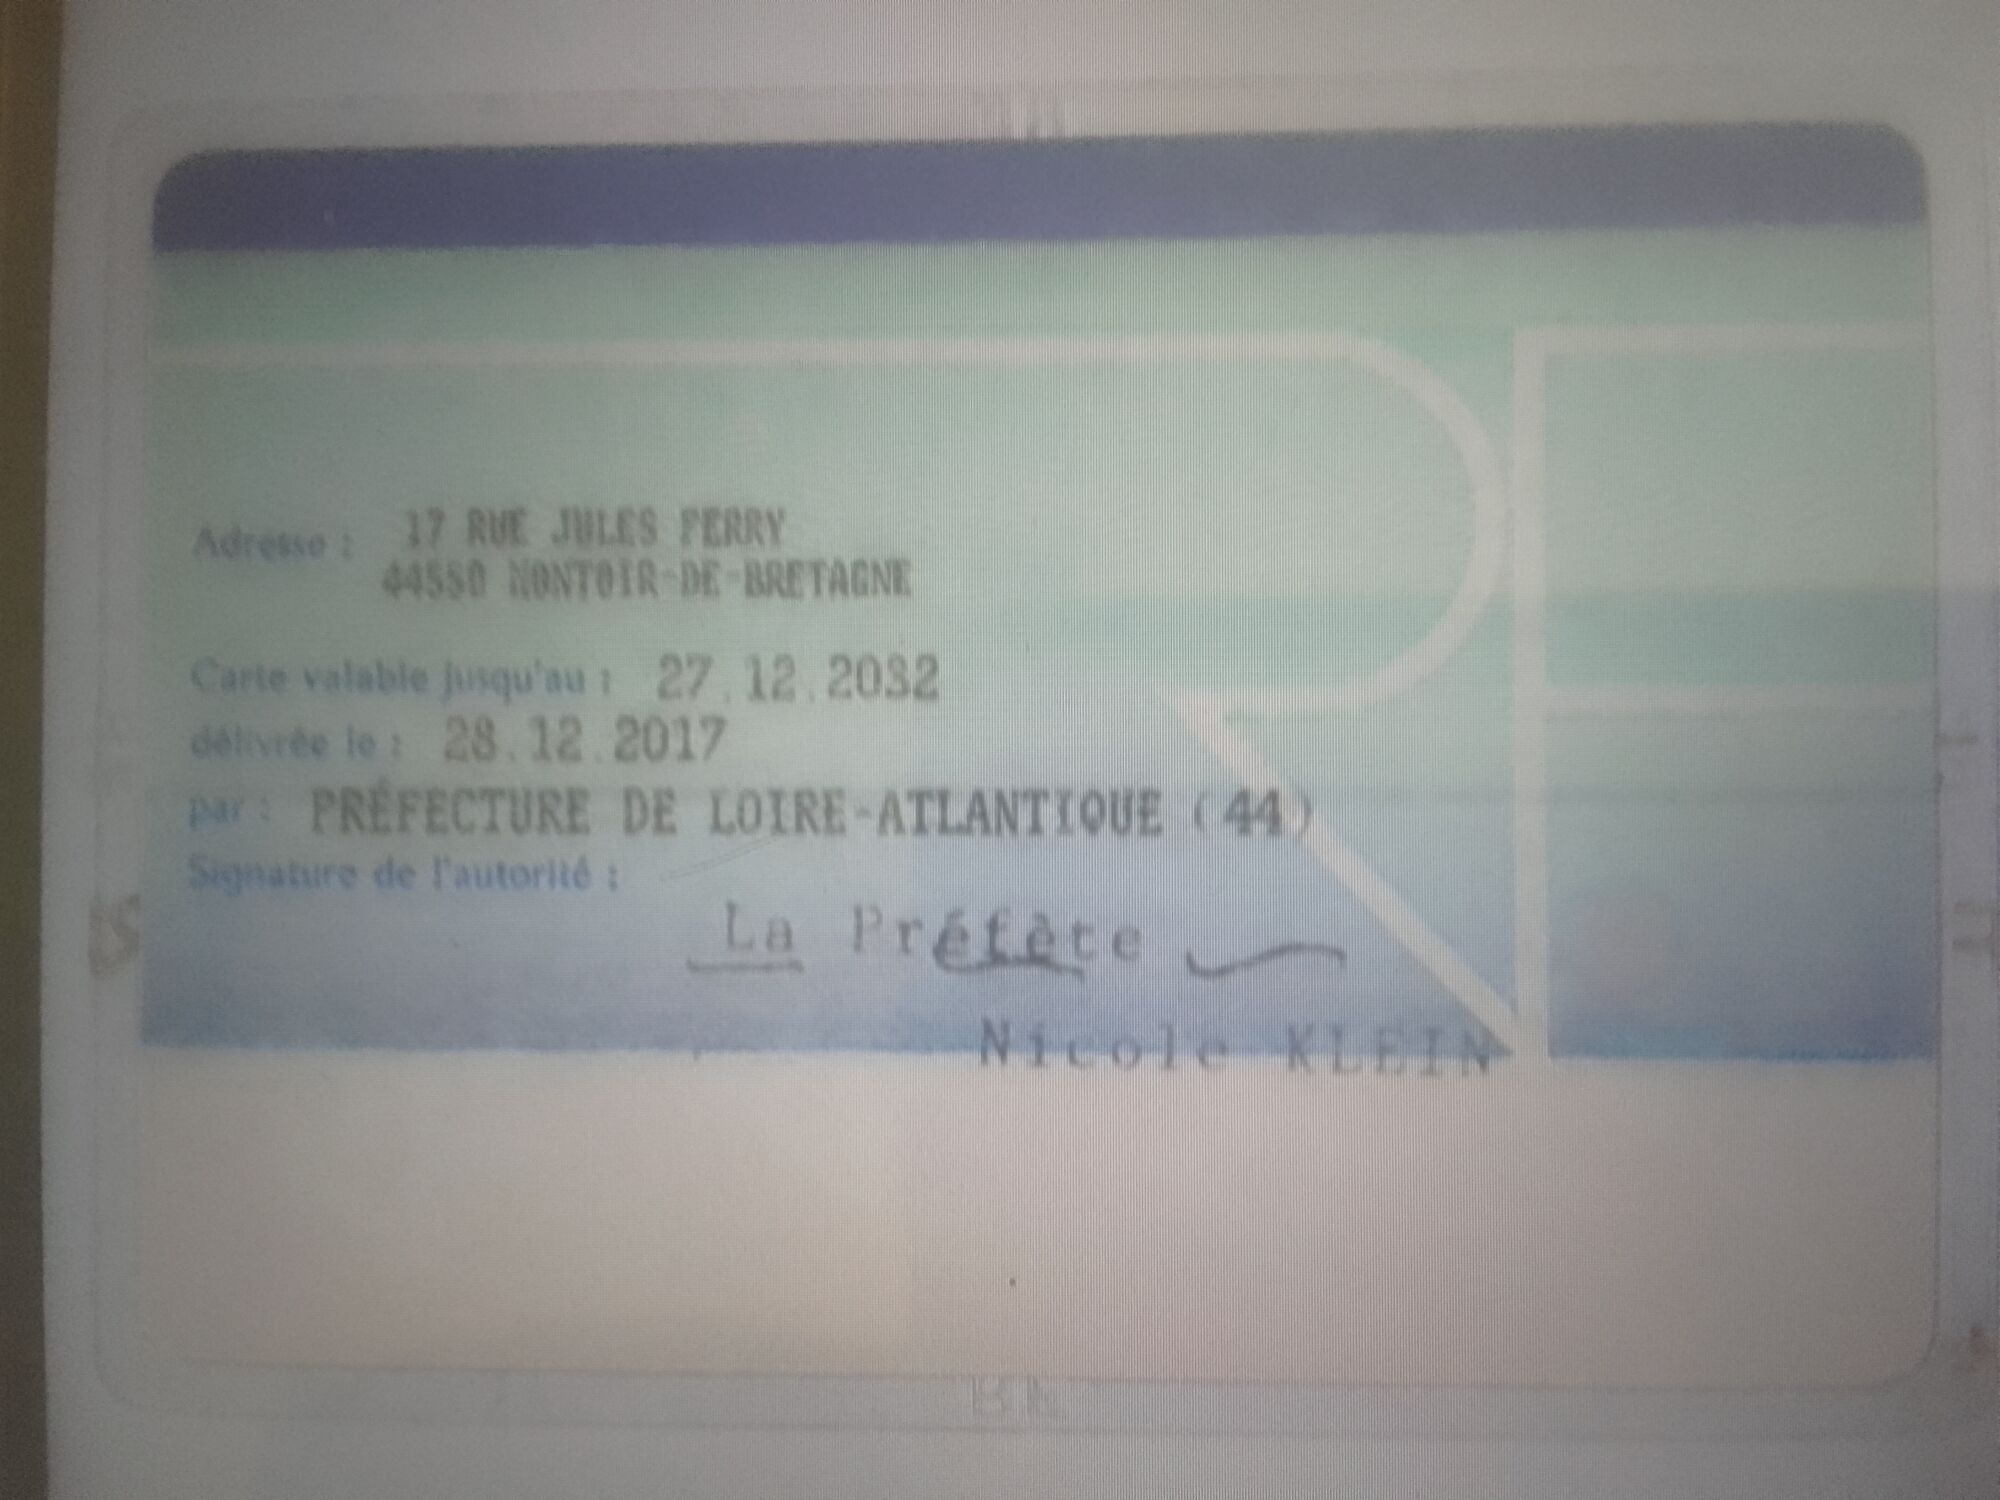 Adresse : 17 RUE JULES FERRY
44550 MONTOIR-DE-BRETAGNE
Carte valable jusqu'au : 27.12.2032
délivrée le : 28.12.2017
par : PRÉFECTURE DE LOIRE-ATLANTIQUE (44)
Signature de l'autorité :
La Préfète
Nicole KLEIN